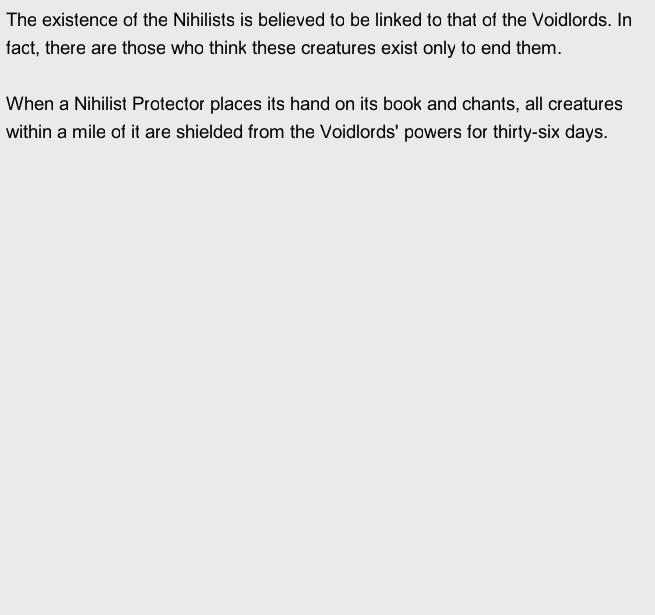 The existence of the Nihilists is believed to be linked to that of the Voidlords. In
fact, there are those who think these creatures exist only to end them.
When a Nihilist Protector places its hand on its book and chants, all creatures
within a mile of it are shielded from the Voidlords' powers for thirty-six days.